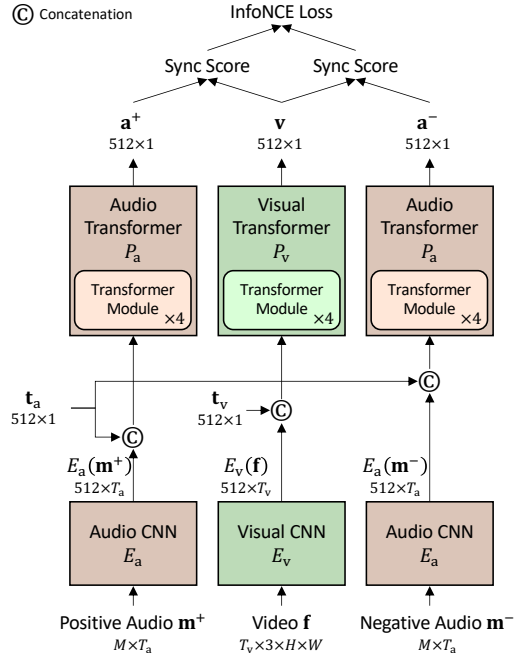 © Concatenation
InfoNCE Loss
Sync Score
Sync Score
a⁺
512×1
v
512×1
a⁻
512×1
Audio
Transformer
Pₐ
Transformer
Module
×4
Visual
Transformer
Pᵥ
Transformer
Module
×4
Audio
Transformer
Pₐ
Transformer
Module
×4
tₐ
512×1
©
tᵥ
512×1
©
©
Eₐ(m⁺)
512×Tₐ
Eᵥ(f)
512×Tᵥ
Eₐ(m⁻)
512×Tₐ
Audio CNN
Eₐ
Visual CNN
Eᵥ
Audio CNN
Eₐ
Positive Audio m⁺
M×Tₐ
Video f
Tᵥ×3×H×W
Negative Audio m⁻
M×Tₐ